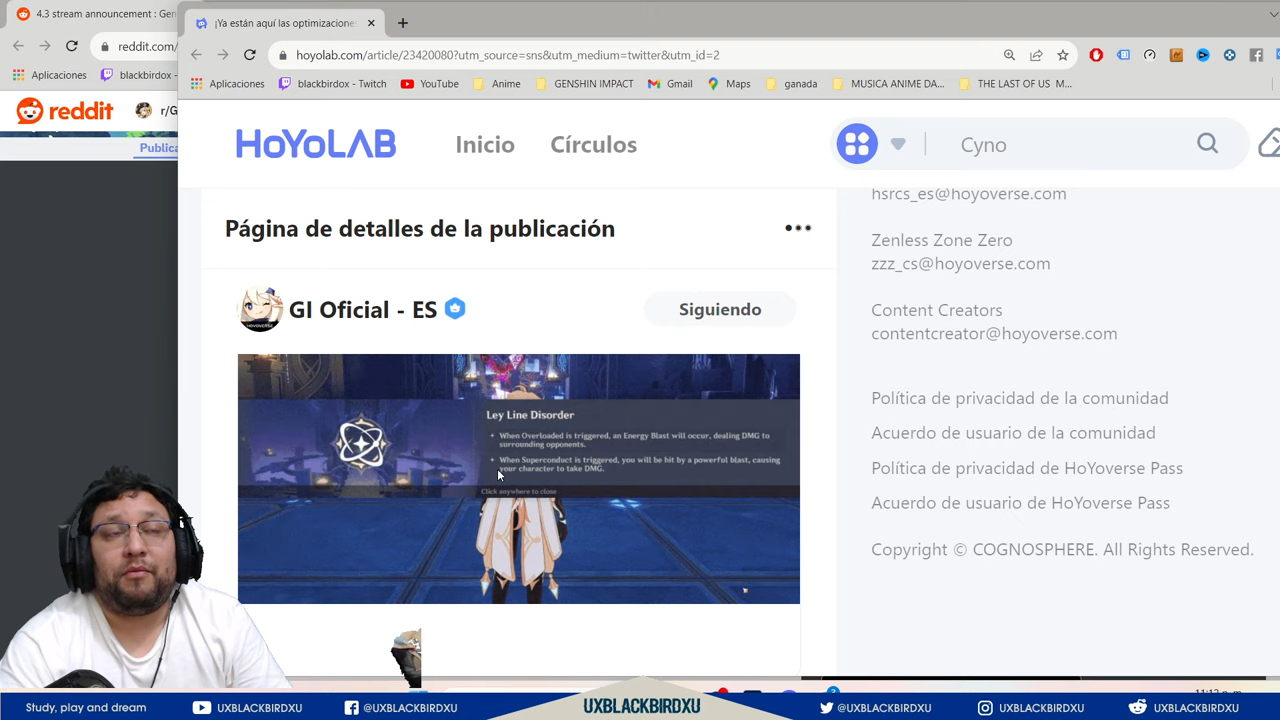 4.3 stream announcement : Gen
¡Ya están aquí las optimizacione
reddit.com/
hoyolab.com/article/23420080?utm_source=sns&utm_medium=twitter&utm_id=2
Aplicaciones
blackbirdox
Aplicaciones
blackbirdox - Twitch
YouTube
Anime
GENSHIN IMPACT
Gmail
Maps
ganada
MUSICA ANIME DA...
THE LAST OF US M...
reddit
r/G
Publica
HoYoLAB
Inicio
Círculos
Cyno
hsrcs_es@hoyoverse.com
Página de detalles de la publicación
Zenless Zone Zero
zzz_cs@hoyoverse.com
GI Oficial - ES
Siguiendo
Content Creators
contentcreator@hoyoverse.com
Ley Line Disorder
When Overloaded is triggered, an Energy Blast will occur, dealing DMG to
surrounding opponents.
When Superconduct is triggered, you will be hit by a powerful blast, causing
your character to take DMG.
Click anywhere to close
Política de privacidad de la comunidad
Acuerdo de usuario de la comunidad
Política de privacidad de HoYoverse Pass
Acuerdo de usuario de HoYoverse Pass
Copyright © COGNOSPHERE. All Rights Reserved.
Study, play and dream
UXBLACKBIRDXU
@UXBLACKBIRDXU
UXBLACKBIRDXU
@UXBLACKBIRDXU
UXBLACKBIRDXU
UXBLACKBIRDXU